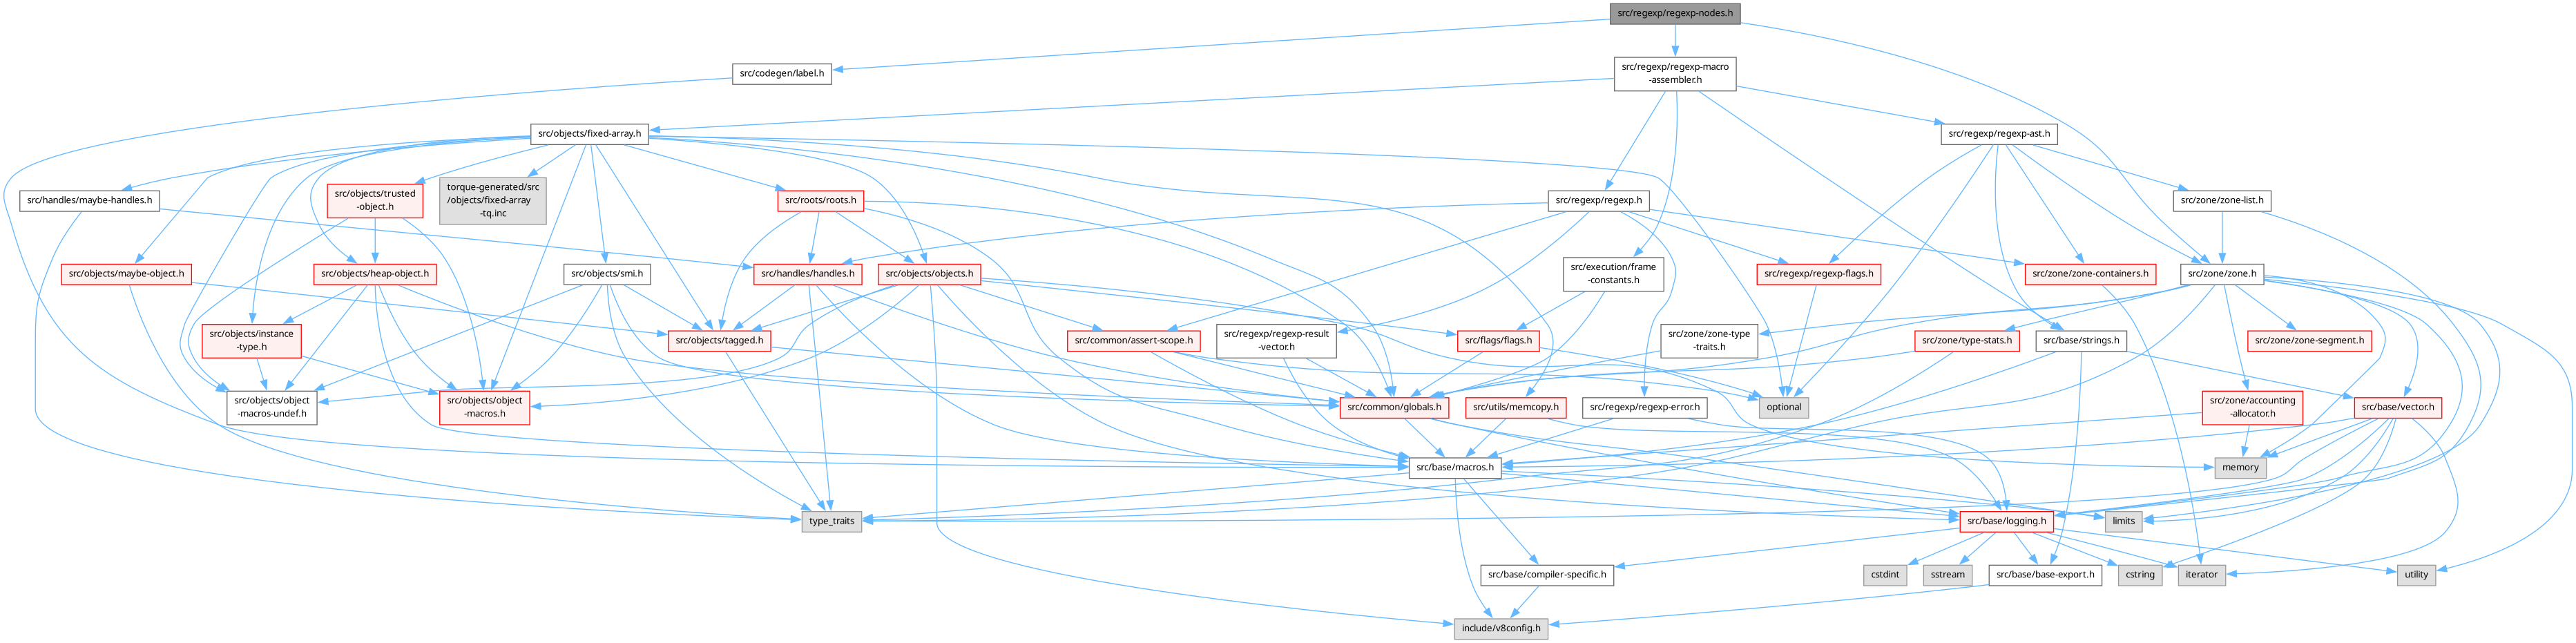 src/regexp/regexp-nodes.h
src/codegen/label.h
src/regexp/regexp-macro
-assembler.h
src/objects/fixed-array.h
src/regexp/regexp-ast.h
src/handles/maybe-handles.h
src/objects/trusted
-object.h
torque-generated/src
/objects/fixed-array
-tq.inc
src/roots/roots.h
src/regexp/regexp.h
src/zone/zone-list.h
src/objects/maybe-object.h
src/objects/heap-object.h
src/objects/smi.h
src/handles/handles.h
src/objects/objects.h
src/execution/frame
-constants.h
src/regexp/regexp-flags.h
src/zone/zone-containers.h
src/zone/zone.h
src/objects/instance
-type.h
src/objects/tagged.h
src/common/assert-scope.h
src/regexp/regexp-result
-vector.h
src/flags/flags.h
src/zone/zone-type
-traits.h
src/zone/type-stats.h
src/base/strings.h
src/zone/zone-segment.h
src/objects/object
-macros-undef.h
src/objects/object
-macros.h
src/common/globals.h
src/utils/memcopy.h
src/regexp/regexp-error.h
optional
src/zone/accounting
-allocator.h
src/base/vector.h
src/base/macros.h
memory
type_traits
src/base/logging.h
limits
src/base/compiler-specific.h
cstdint
sstream
src/base/base-export.h
cstring
iterator
utility
include/v8config.h